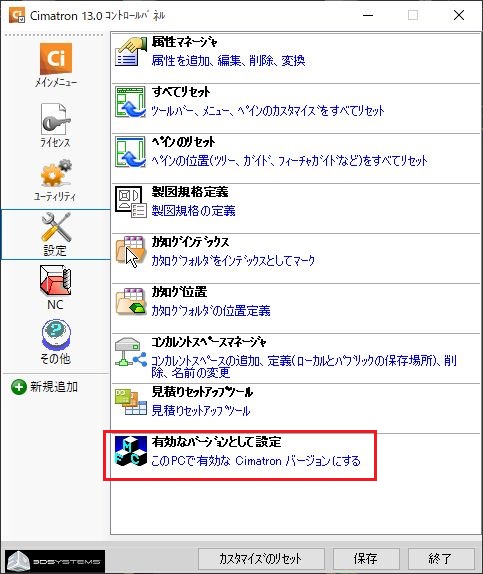 Ci
Cimatron 13.0 ｺﾝﾄﾛｰﾙﾊﾟﾈﾙ
Ci
ﾒｲﾝﾒﾆｭｰ
ﾗｲｾﾝｽ
ﾕｰﾃｨﾘﾃｨ
設定
NC
その他
新規追加
属性ﾏﾈｰｼﾞｬ
属性を追加、編集、削除、変換
すべてﾘｾｯﾄ
ﾂｰﾙﾊﾞｰ、ﾒﾆｭｰ、ﾍﾟｲﾝのｶｽﾀﾏｲｽﾞをすべてﾘｾｯﾄ
ﾍﾟｲﾝのﾘｾｯﾄ
ﾍﾟｲﾝの位置(ﾂﾘｰ、ｶﾞｲﾄﾞ、ﾌｨｰﾁｬｶﾞｲﾄﾞなど)をすべてﾘｾｯﾄ
製図規格定義
製図規格の定義
ｶﾀﾛｸﾞｲﾝﾃﾞｯｸｽ
ｶﾀﾛｸﾞﾌｫﾙﾀﾞをｲﾝﾃﾞｯｸｽとしてﾏｰｸ
ｶﾀﾛｸﾞ位置
ｶﾀﾛｸﾞﾌｫﾙﾀﾞの位置定義
ｺﾝｶﾚﾝﾄｽﾍﾟｰｽﾏﾈｰｼﾞｬ
ｺﾝｶﾚﾝﾄｽﾍﾟｰｽの追加、定義(ﾛｰｶﾙとﾊﾟﾌﾞﾘｯｸの保存場所)、削
除、名前の変更
見積りｾｯﾄｱｯﾌﾟﾂｰﾙ
見積りｾｯﾄｱｯﾌﾟﾂｰﾙ
有効なﾊﾞｰｼﾞｮﾝとして設定
このPCで有効な Cimatron ﾊﾞｰｼﾞｮﾝにする
3DSYSTEMS
ｶｽﾀﾏｲｽﾞのﾘｾｯﾄ
保存
終了